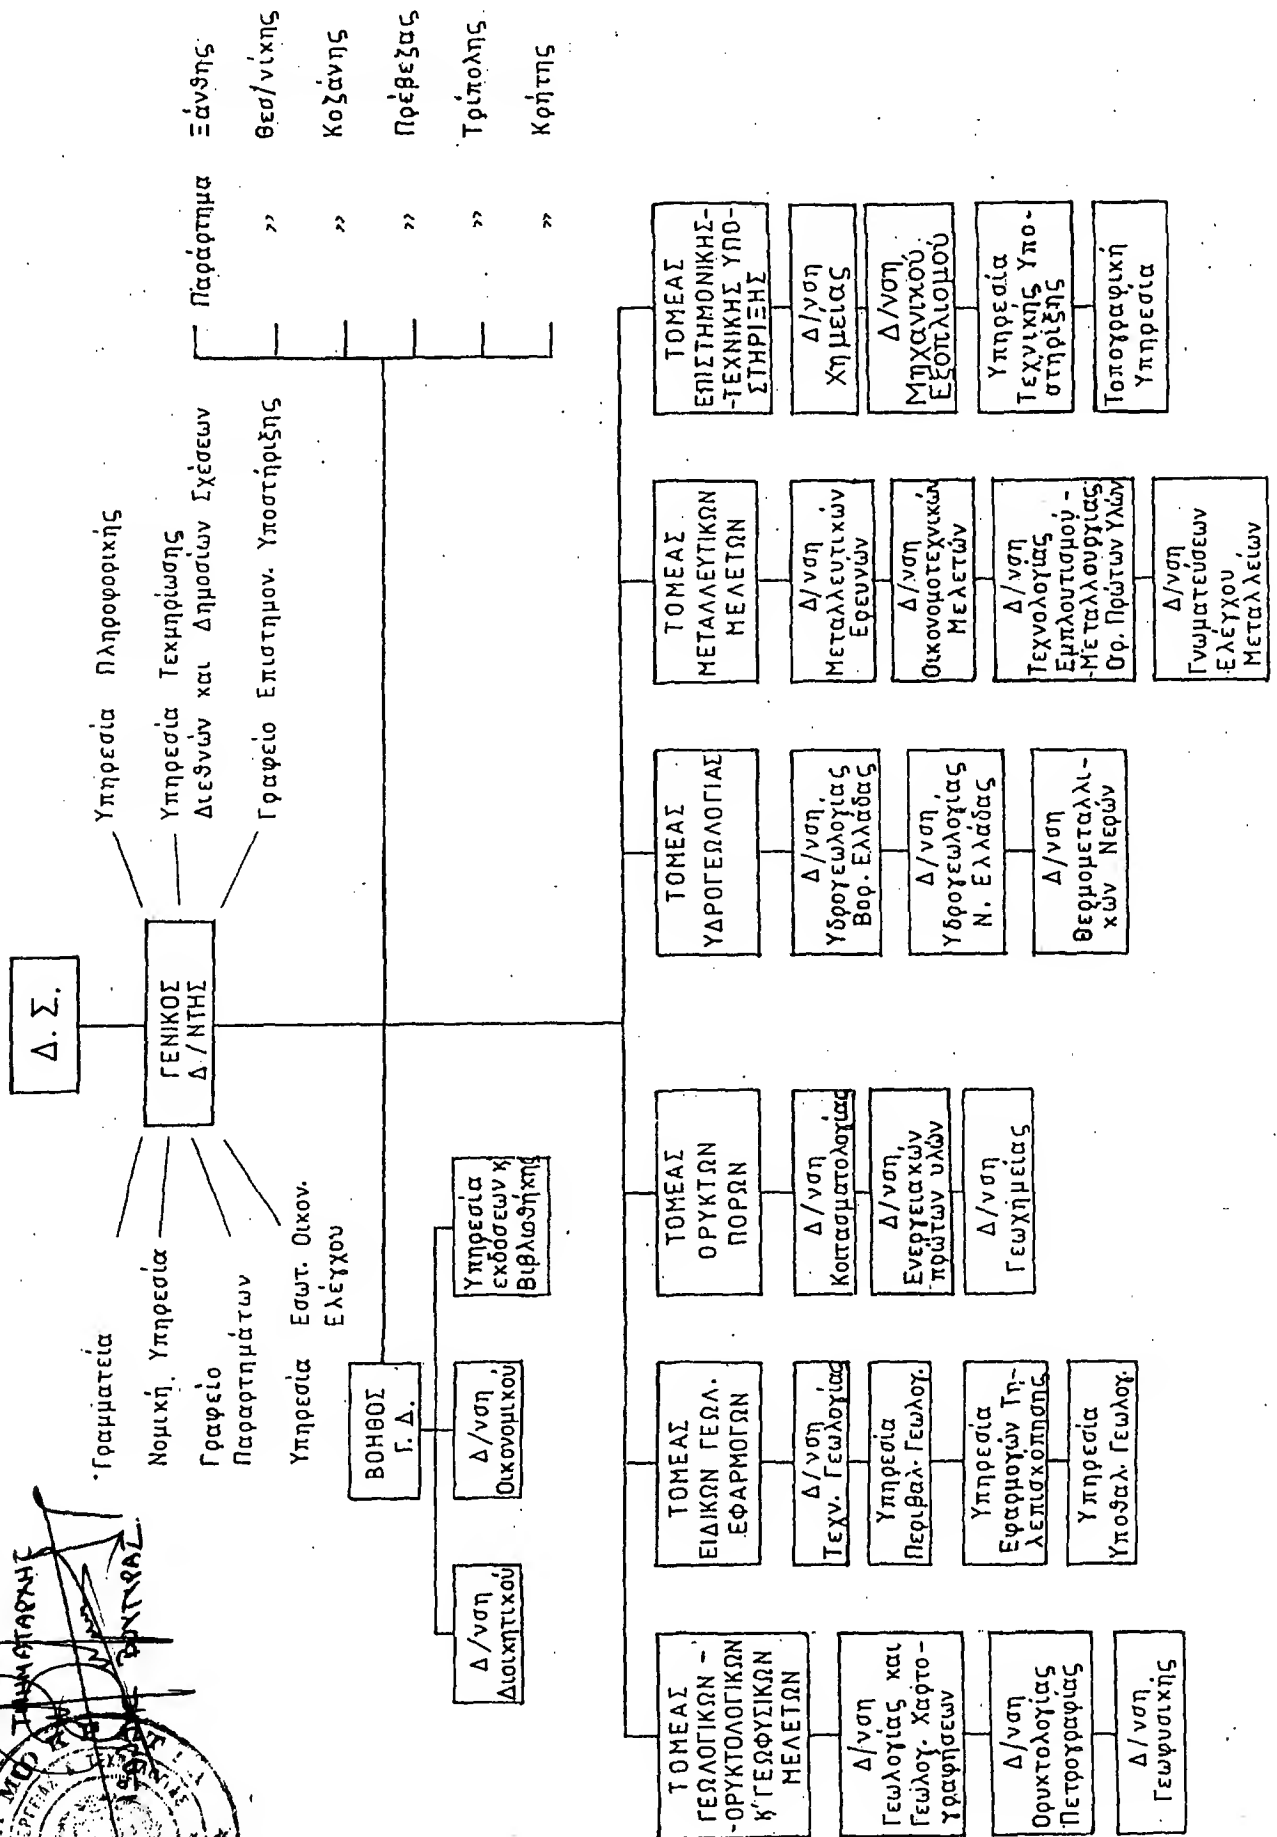 Δ. Σ.
ΓΕΝΙΚΟΣ
Δ/ΝΤΗΣ
Γραμματεία
Νομική Υπηρεσία
Γραφείο
Παραρτημάτων
Υπηρεσία Εσωτ. Οικον.
Ελέγχου
Υπηρεσία Πληροφορικής
Υπηρεσία Τεκμηρίωσης
Διεθνών και Δημοσίων Σχέσεων
Γραφείο Επιστημον. Υποστήριξης
Παράρτημα Ξάνθης
" Θεσ/νίκης
" Κοζάνης
" Πρέβεζας
" Τρίπολης
" Κρήτης
ΒΟΗΘΟΣ
Γ. Δ.
Δ/νση
Διοικητικού
Δ/νση
Οικονομικού
Υπηρεσία
εκδόσεων κ
Βιβλιοθήκης
ΤΟΜΕΑΣ
ΓΕΩΛΟΓΙΚΩΝ -
-ΟΡΥΚΤΟΛΟΓΙΚΩΝ
Κ' ΓΕΩΦΥΣΙΚΩΝ
ΜΕΛΕΤΩΝ
Δ/νση
Γεωλογίας και
Γεωλογ. Χαρτο-
γραφήσεων
Δ/νση
Ορυκτολογίας
Πετρογραφίας
Δ/νση
Γεωφυσικής
ΤΟΜΕΑΣ
ΕΙΔΙΚΩΝ ΓΕΩΛ.
ΕΦΑΡΜΟΓΩΝ
Δ/νση
Τεχν. Γεωλογίας
Υπηρεσία
Περιβαλ. Γεωλογ.
Υπηρεσία
Εφαρμογών Τη-
λεπισκόπησης
Υπηρεσία
Υποθαλ. Γεωλογ.
ΤΟΜΕΑΣ
ΟΡΥΚΤΩΝ
ΠΟΡΩΝ
Δ/νση
Κοιτασματολογίας
Δ/νση
Ενεργειακών
πρώτων υλών
Δ/νση
Γεωχημείας
ΤΟΜΕΑΣ
ΥΔΡΟΓΕΩΛΟΓΙΑΣ
Δ/νση
Υδρογεωλογίας
Βορ. Ελλάδας
Δ/νση
Υδρογεωλογίας
Ν. Ελλάδας
Δ/νση
Θερμομεταλλι-
κών Νερών
ΤΟΜΕΑΣ
ΜΕΤΑΛΛΕΥΤΙΚΩΝ
ΜΕΛΕΤΩΝ
Δ/νση
Μεταλλευτικών
Ερευνών
Δ/νση
Οικονομοτεχνικών
Μελετών
Δ/νση
Τεχνολογίας
Εμπλουτισμού -
-Μεταλλουργίας
Ορ. Πρώτων Υλών
Δ/νση
Γνωματεύσεων
Ελέγχου
Μεταλλείων
ΤΟΜΕΑΣ
ΕΠΙΣΤΗΜΟΝΙΚΗΣ-
-ΤΕΧΝΙΚΗΣ ΥΠΟ-
ΣΤΗΡΙΞΗΣ
Δ/νση
Χημείας
Δ/νση
Μηχανικού
Εξοπλισμού
Υπηρεσία
Τεχνικής Υπο-
στηρίξης
Τοπογραφική
Υπηρεσία